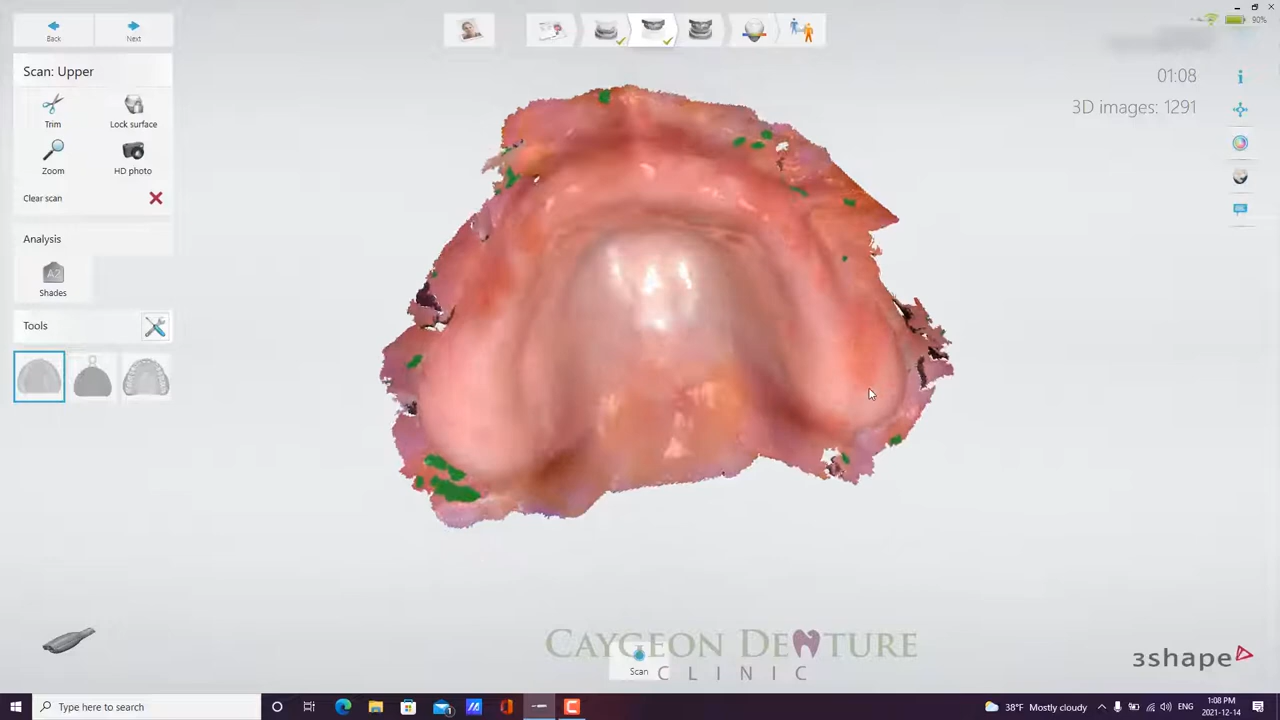 90%
Back
Next
Scan: Upper
01:08
Trim
Lock surface
3D images: 1291
Zoom
HD photo
Clear scan
Analysis
A2
Shades
Tools
CAYGEON DENTURE
CLINIC
Scan
3shape
Type here to search
38°F Mostly cloudy
ENG
1:08 PM
2021-12-14